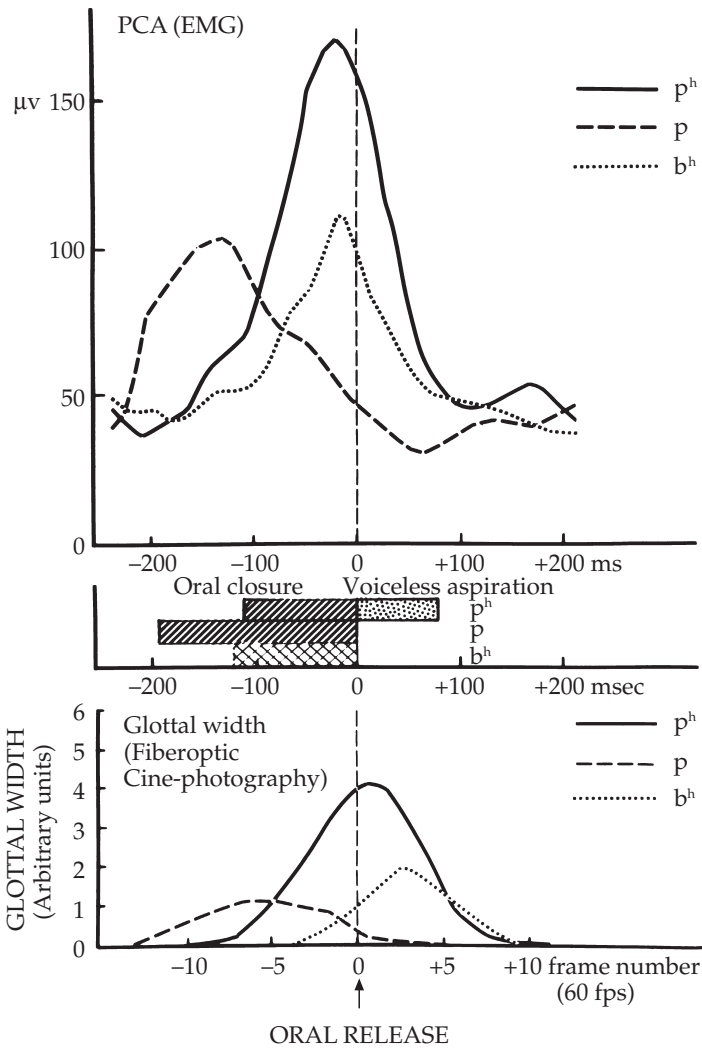 PCA (EMG)
μv 150
100
50
0
pʰ
p
bʰ
−200 −100 0 +100 +200 ms
Oral closure Voiceless aspiration
pʰ
p
bʰ
−200 −100 0 +100 +200 msec
GLOTTAL WIDTH
(Arbitrary units)
6
5
4
3
2
1
0
Glottal width
(Fiberoptic
Cine-photography)
pʰ
p
bʰ
−10 −5 0 +5 +10 frame number
(60 fps)
ORAL RELEASE